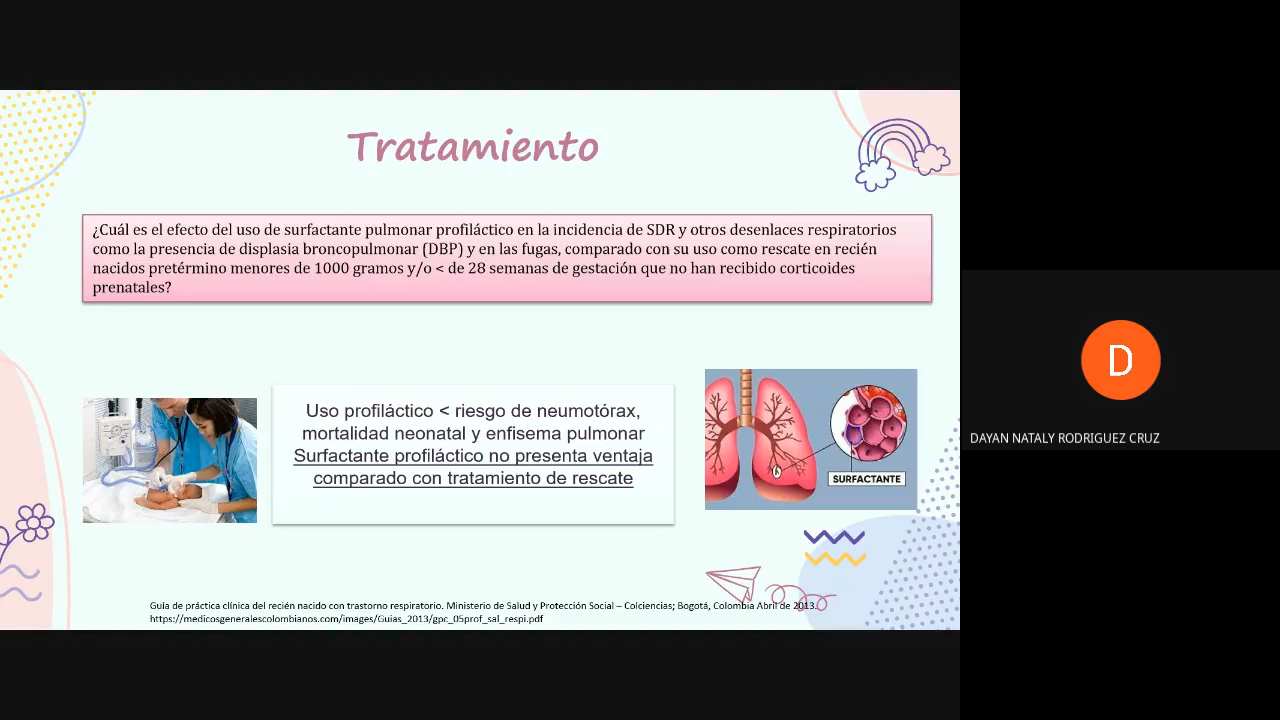 Tratamiento
¿Cuál es el efecto del uso de surfactante pulmonar profiláctico en la incidencia de SDR y otros desenlaces respiratorios
como la presencia de displasia broncopulmonar (DBP) y en las fugas, comparado con su uso como rescate en recién
nacidos pretérmino menores de 1000 gramos y/o < de 28 semanas de gestación que no han recibido corticoides
prenatales?
Uso profiláctico < riesgo de neumotórax,
mortalidad neonatal y enfisema pulmonar
Surfactante profiláctico no presenta ventaja
comparado con tratamiento de rescate
SURFACTANTE
Guía de práctica clínica del recién nacido con trastorno respiratorio. Ministerio de Salud y Protección Social – Colciencias; Bogotá, Colombia Abril de 2013.
https://medicosgeneralescolombianos.com/images/Guias_2013/gpc_05prof_sal_respi.pdf
D
DAYAN NATALY RODRIGUEZ CRUZ